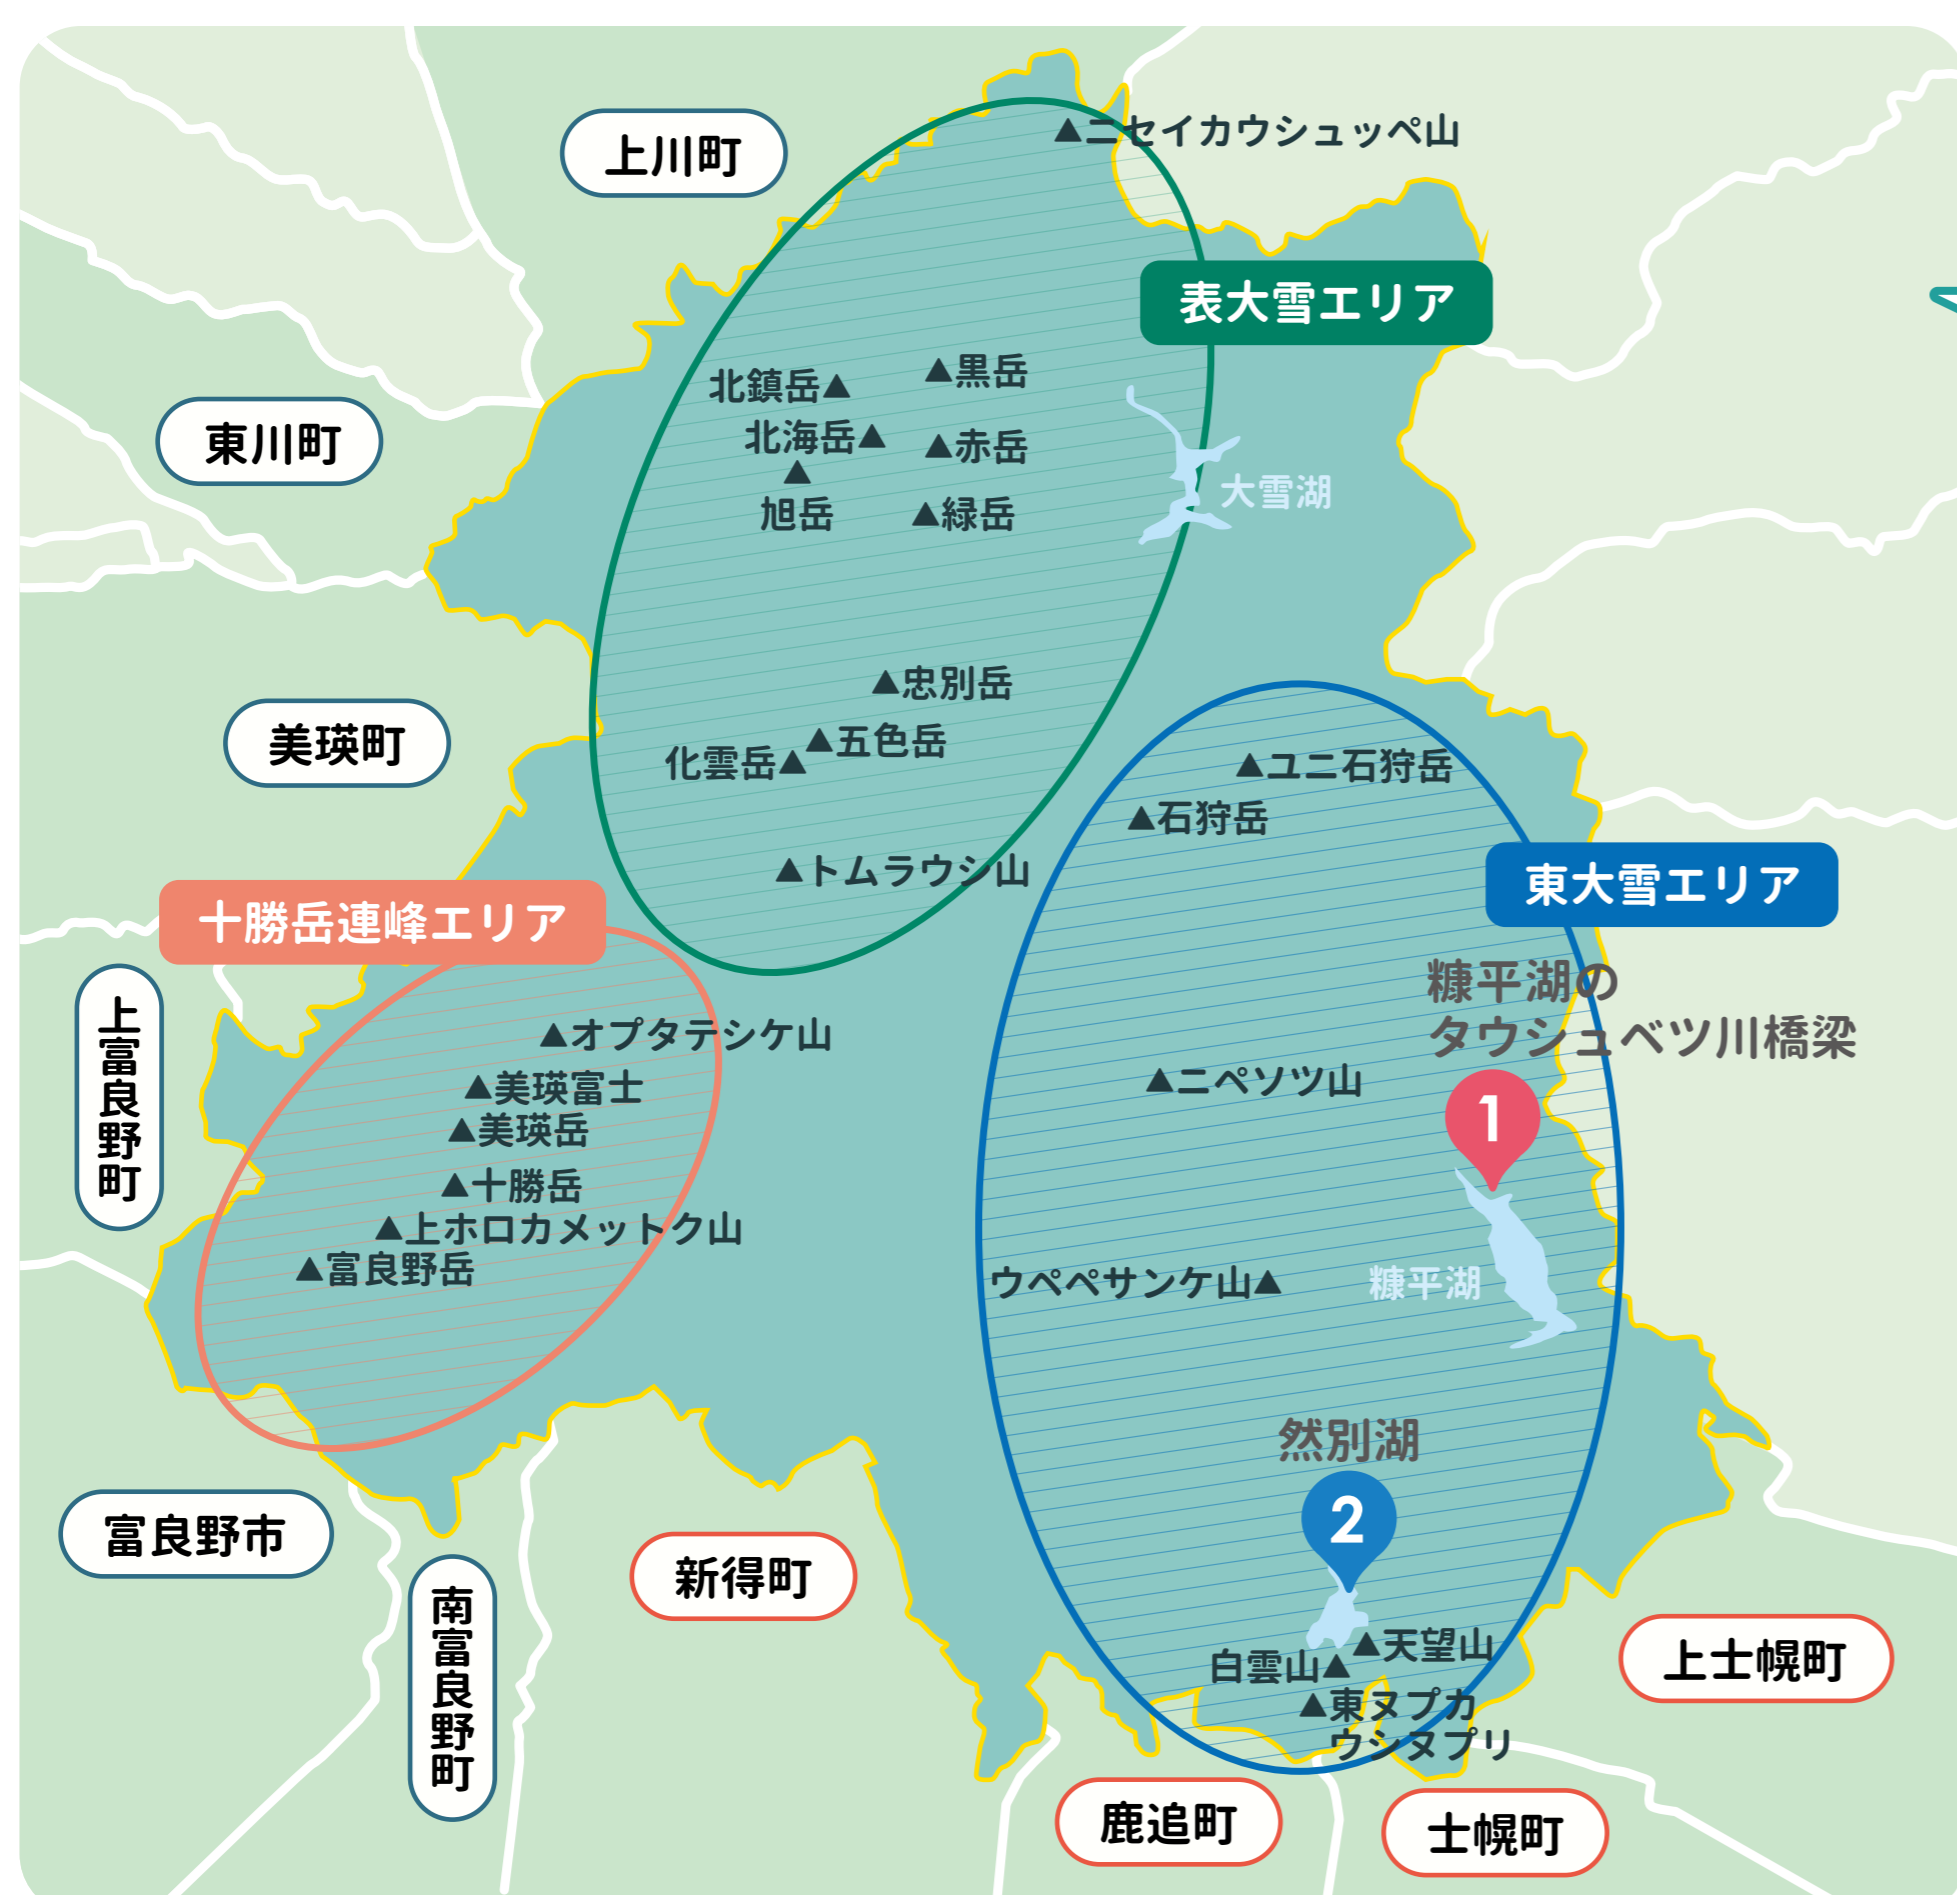 上川町
▲ニセイカウシュッペ山
表大雪エリア
北鎮岳▲
▲黒岳
北海岳▲
▲赤岳
▲
旭岳
▲緑岳
大雪湖
東川町
▲忠別岳
▲五色岳
化雲岳▲
美瑛町
▲ユニ石狩岳
▲石狩岳
▲トムラウシ山
東大雪エリア
十勝岳連峰エリア
糠平湖の
タウシュベツ川橋梁
上富良野町
▲オプタテシケ山
▲美瑛富士
▲美瑛岳
▲ニペソツ山
1
▲十勝岳
▲上ホロカメットク山
▲富良野岳
ウペペサンケ山▲
糠平湖
然別湖
2
富良野市
新得町
南富良野町
▲天望山
白雲山▲
▲東ヌプカ
ウシヌプリ
上士幌町
鹿追町
士幌町